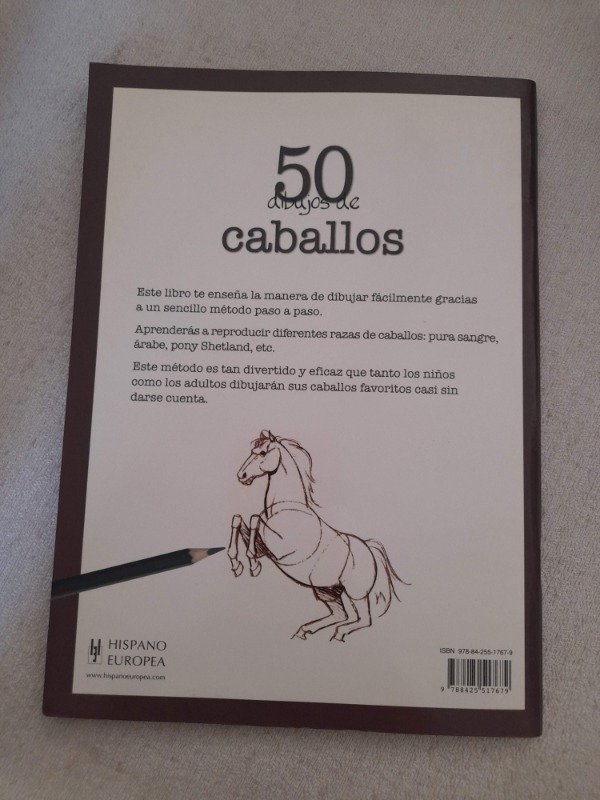 50
dibujos de
caballos
Este libro te enseña la manera de dibujar fácilmente gracias
a un sencillo método paso a paso.
Aprenderás a reproducir diferentes razas de caballos: pura sangre,
árabe, pony Shetland, etc.
Este método es tan divertido y eficaz que tanto los niños
como los adultos dibujarán sus caballos favoritos casi sin
darse cuenta.
HISPANO
EUROPEA
www.hispanoeuropea.com
ISBN 978-84-255-1767-9
9 788425 517679